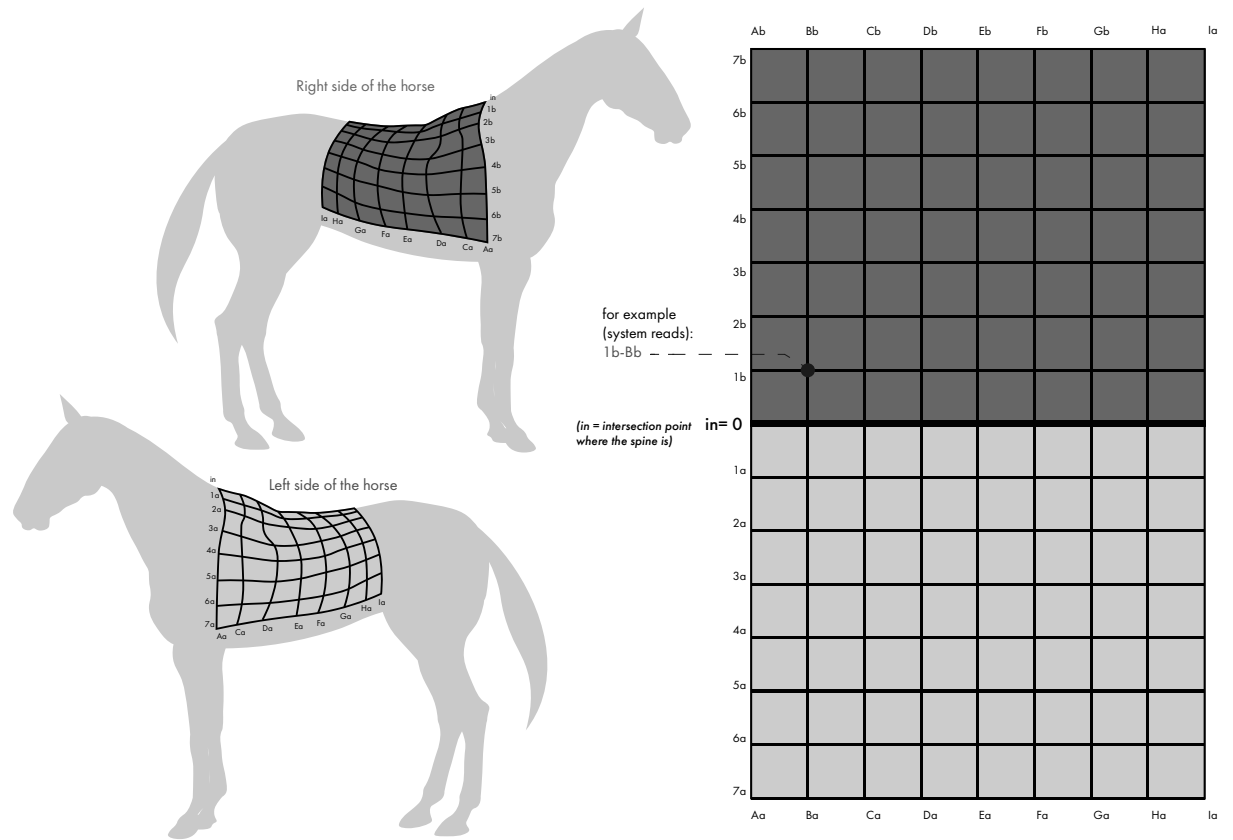 Right side of the horse
in
1b
2b
3b
4b
5b
6b
7b
Ia Ha Ga Fa Ea Da Ca Aa
Left side of the horse
in
1a
2a
3a
4a
5a
6a
7a
Aa Ca Da Ea Fa Ga Ha Ia
for example
(system reads):
1b-Bb
(in = intersection point
where the spine is)
in= 0
Ab Bb Cb Db Eb Fb Gb Ha Ia
7b
6b
5b
4b
3b
2b
1b
1a
2a
3a
4a
5a
6a
7a
Aa Ba Ca Da Ea Fa Ga Ha Ia